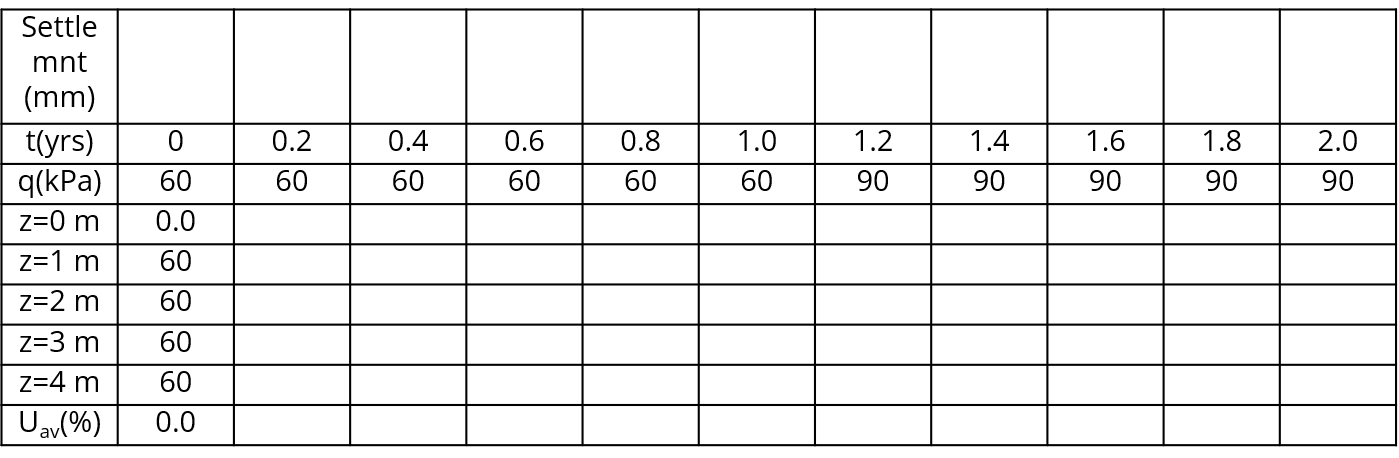 Settle
mnt
(mm)
t(yrs) 0 0.2 0.4 0.6 0.8 1.0 1.2 1.4 1.6 1.8 2.0
q(kPa) 60 60 60 60 60 60 90 90 90 90 90
z=0 m 0.0
z=1 m 60
z=2 m 60
z=3 m 60
z=4 m 60
Uav(%) 0.0